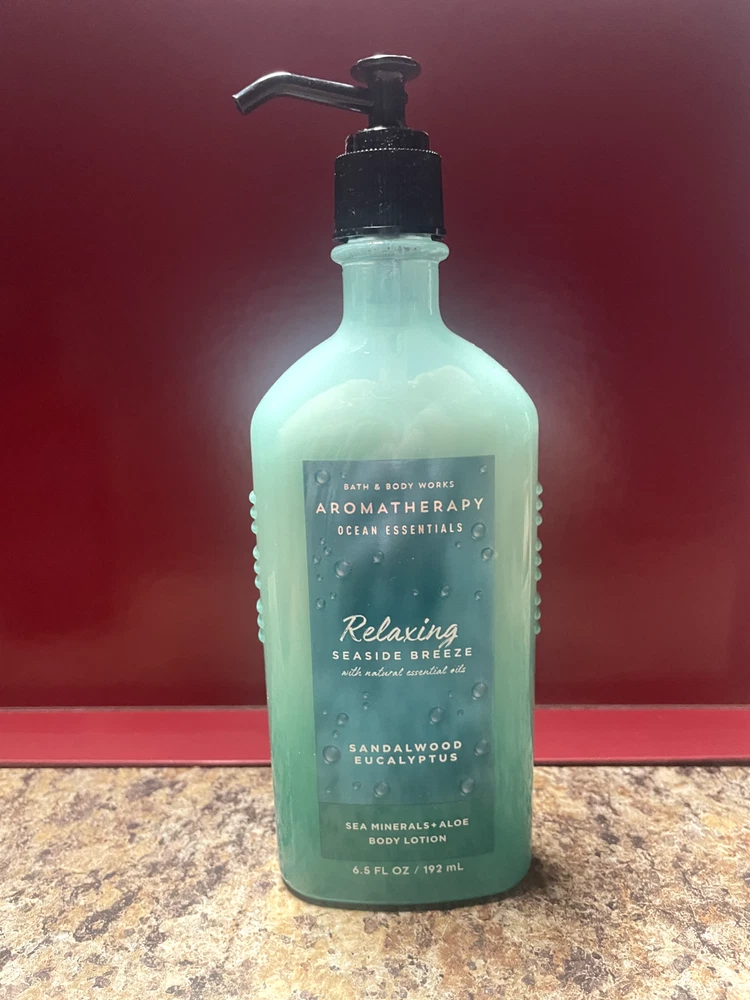 BATH & BODY WORKS
AROMATHERAPY
OCEAN ESSENTIALS
Relaxing
SEASIDE BREEZE
with natural essential oils
SANDALWOOD
EUCALYPTUS
SEA MINERALS+ALOE
BODY LOTION
6.5 FL OZ / 192 mL